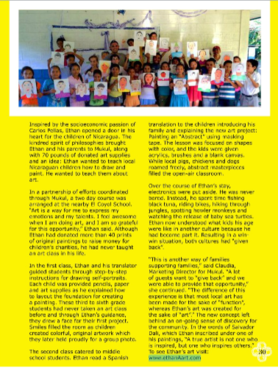 Inspired by the socioeconomic passion of
Carlos Pellas, Ethan opened a door in his heart
for the children of Nicaragua. The
kindred spirit of philosophies brought
Ethan and his parents to Mukul, along
with 70 pounds of donated art supplies
and an idea: Ethan wanted to teach local
Nicaraguan children how to draw and
paint. He wanted to teach them about
art.
In a partnership of efforts coordinated
through Mukul, a two day course was
arranged at the nearby El Coyol School.
"Art is a way for me to express my
emotions and my talents. I feel awesome
when I am doing art. And I was grateful
for this opportunity," Ethan said. Although
Ethan had donated more than 40 prints
of original paintings to raise money for
children's charities, he had never taught
an art class in his life.
In the first class, Ethan and his translator
guided students through step-by-step
instructions for drawing self-portraits.
Each child was provided pencils, paper
and art supplies as he explained how
to layout the foundation for creating
a painting. These third to sixth grade
students had never taken an art class
before and through Ethan's guidance,
they drew a face for their first project.
Smiles filled the room as children
created colorful, original artwork which
they later held proudly for a group photo.
The second class catered to middle
school students. Ethan read a Spanish
translation to the children introducing his
family and explaining the new art project:
Painting an "Abstract" using masking
tape. The lesson was focused on shapes
with color, and the kids were given
acrylics, brushes and a blank canvas.
While local pigs, chickens and dogs
roamed freely, abstract masterpieces
filled the open-air classroom.
Over the course of Ethan's stay,
electronics were put aside. He was never
bored. Instead, he spent time fishing
black tuna, riding bikes, hiking through
jungles, spotting howler monkeys and
watching the release of baby sea turtles.
Ethan now understood what kids his age
were like in another culture because he
had become part it. Resulting in a win
win situation, both cultures had "given
back".
"This is another way of families
supporting families," said Claudia,
Marketing Director for Mukul. "A lot
of guests want to "give back" and we
were able to provide that opportunity,"
she continued. "The difference of this
experience is that most local art has
been made for the sake of "function",
whereas Ethan's art was created for
the sake of "art"." The new concept left
behind an on-going sense of discovery for
the community. In the words of Salvador
Dali, which Ethan inscribed under one of
his paintings, "A true artist is not one who
is inspired, but one who inspires others."
To see Ethan's art visit:
www.ethan4art.com